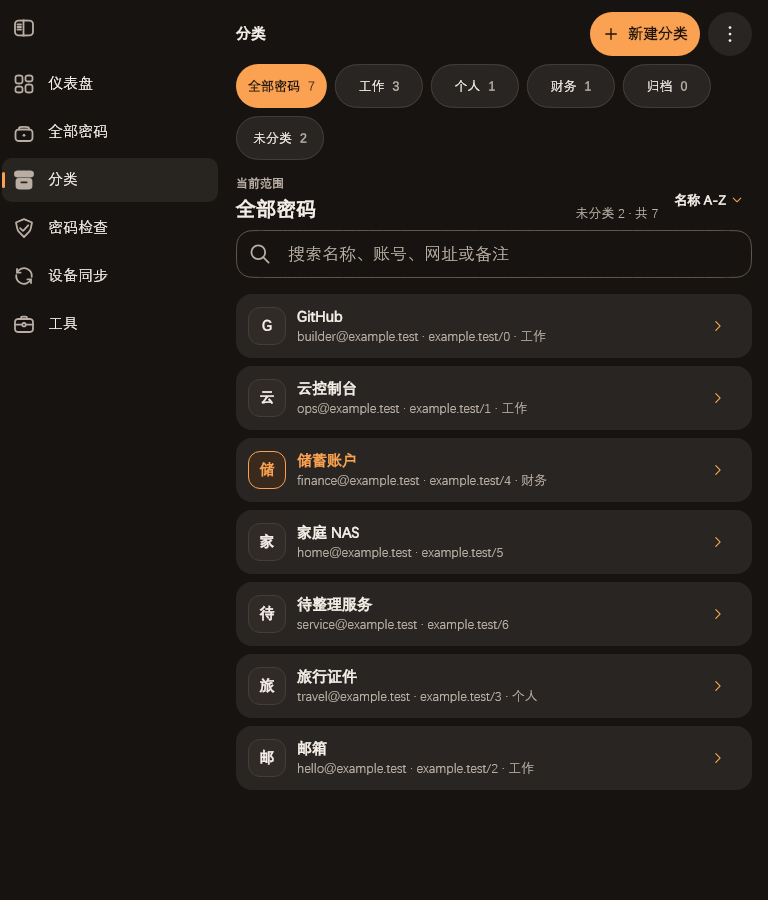 分类
新建分类
仪表盘
全部密码
分类
密码检查
设备同步
工具
全部密码 7
工作 3
个人 1
财务 1
归档 0
未分类 2
当前范围
全部密码
未分类 2 · 共 7
名称 A-Z
搜索名称、账号、网址或备注
G
GitHub
builder@example.test · example.test/0 · 工作
云
云控制台
ops@example.test · example.test/1 · 工作
储
储蓄账户
finance@example.test · example.test/4 · 财务
家
家庭 NAS
home@example.test · example.test/5
待
待整理服务
service@example.test · example.test/6
旅
旅行证件
travel@example.test · example.test/3 · 个人
邮
邮箱
hello@example.test · example.test/2 · 工作